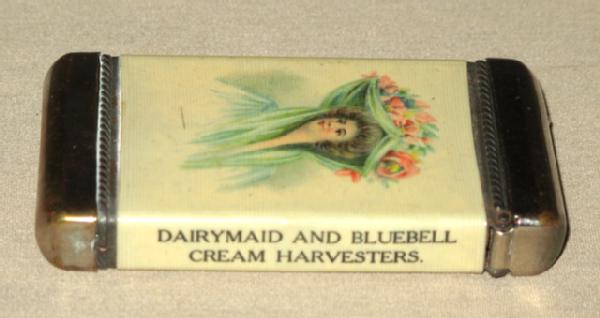 DAIRYMAID AND BLUEBELL
CREAM HARVESTERS.